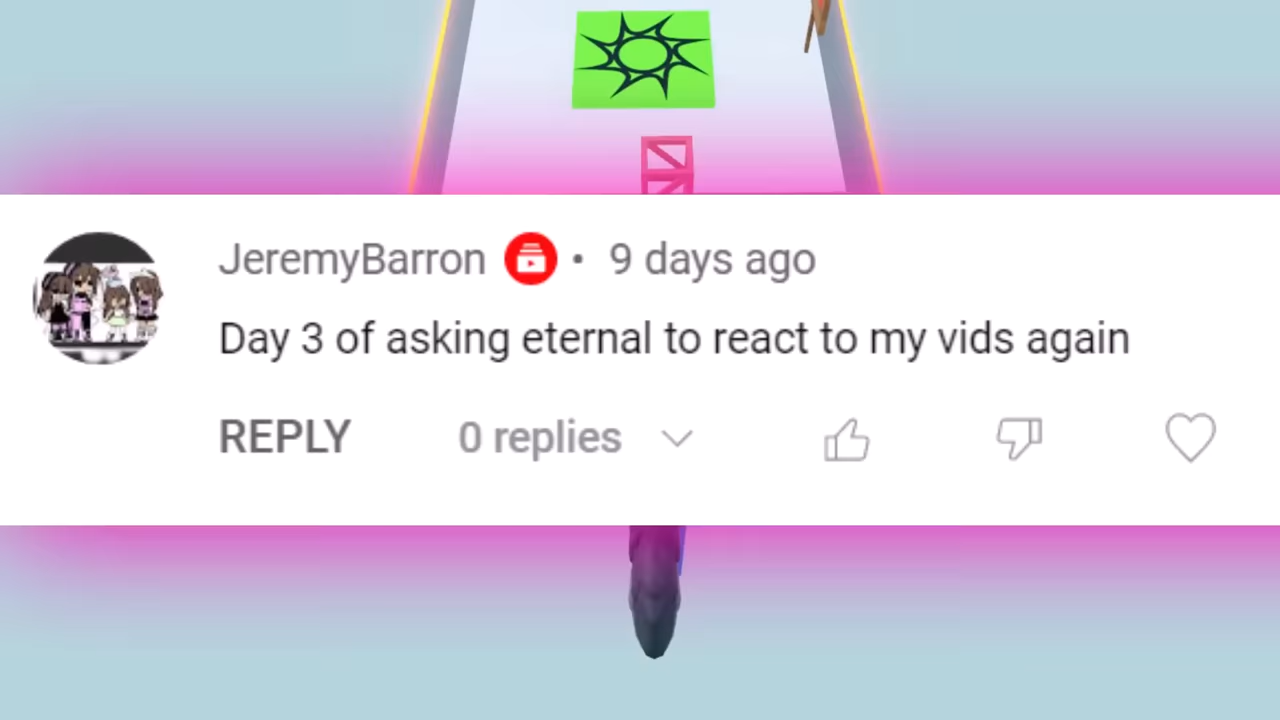 JeremyBarron • 9 days ago
Day 3 of asking eternal to react to my vids again
REPLY 0 replies